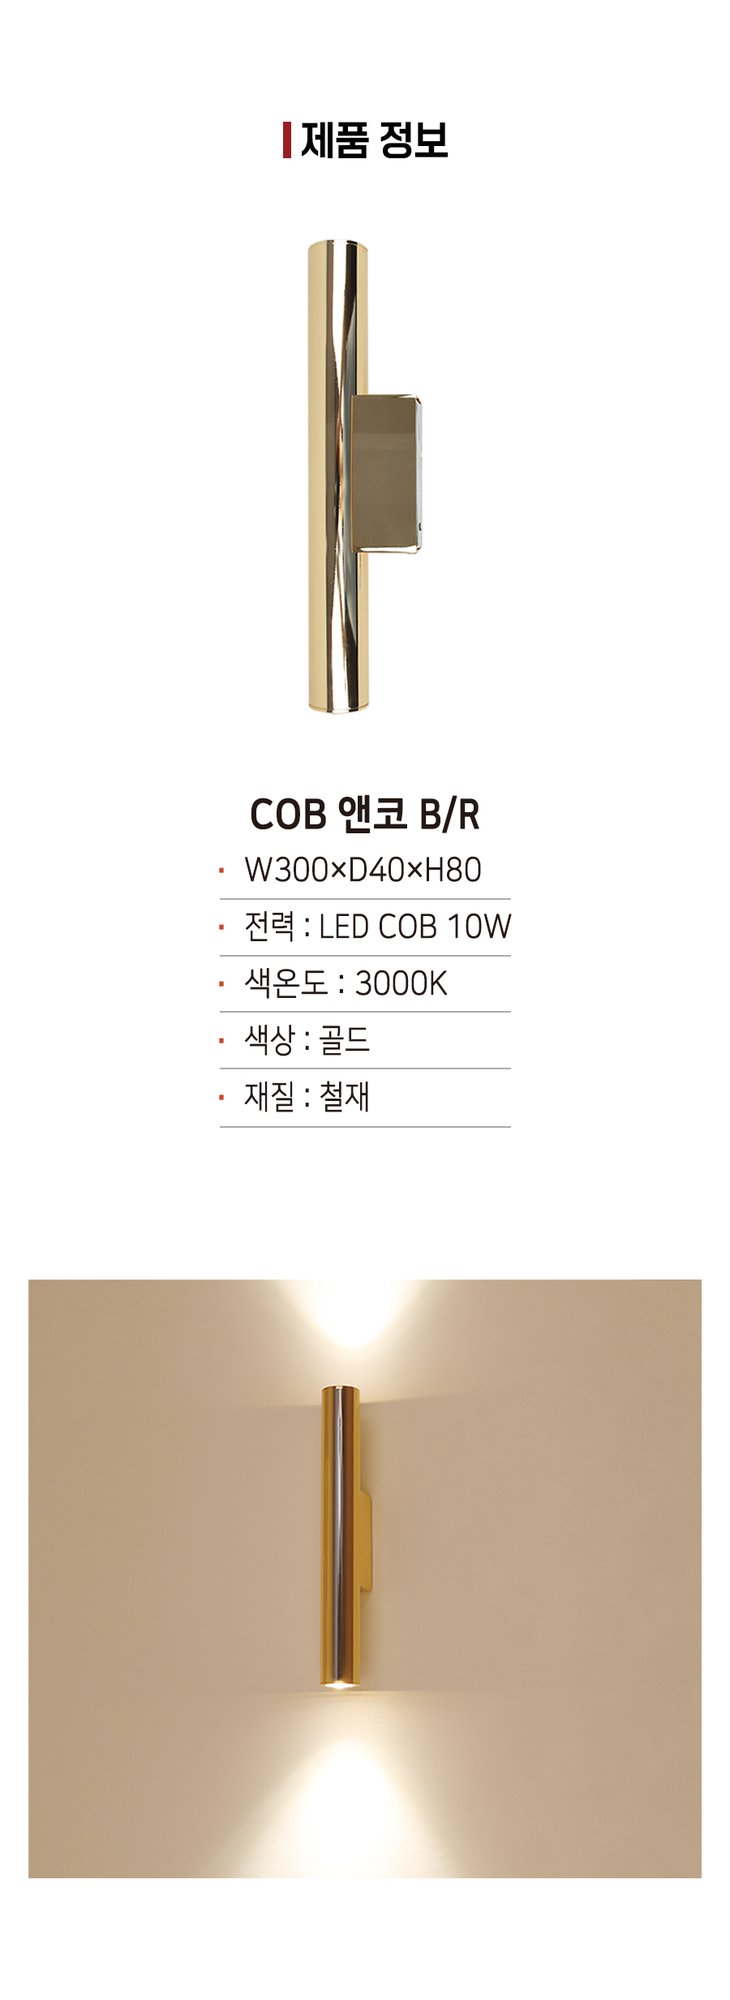 제품 정보
COB 앤코 B/R
· W300×D40×H80
· 전력 : LED COB 10W
· 색온도 : 3000K
· 색상 : 골드
· 재질 : 철재